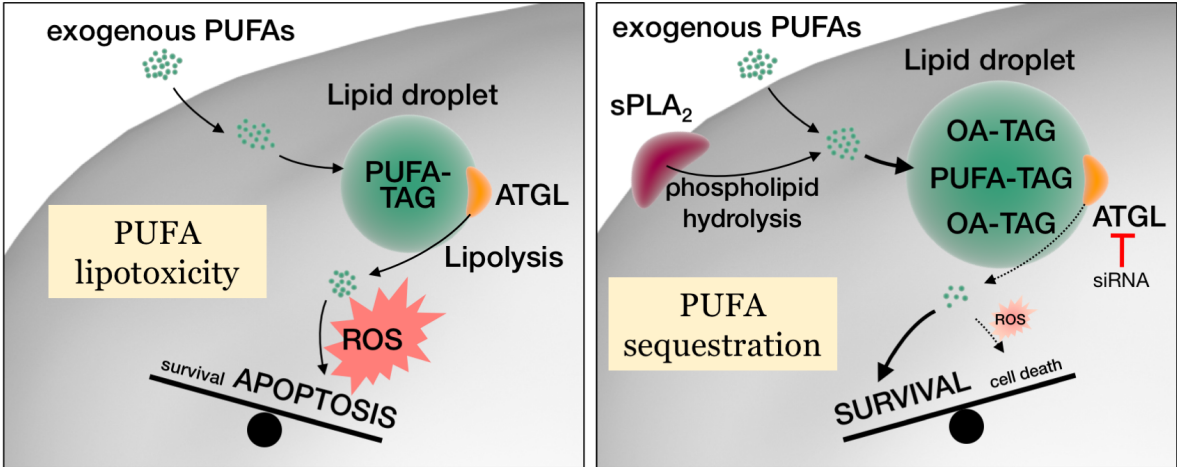 exogenous PUFAs
Lipid droplet
PUFA-
TAG
ATGL
PUFA
lipotoxicity
Lipolysis
ROS
survival APOPTOSIS
exogenous PUFAs
Lipid droplet
sPLA₂
OA-TAG
PUFA-TAG
OA-TAG
phospholipid
hydrolysis
ATGL
siRNA
PUFA
sequestration
ROS
SURVIVAL cell death